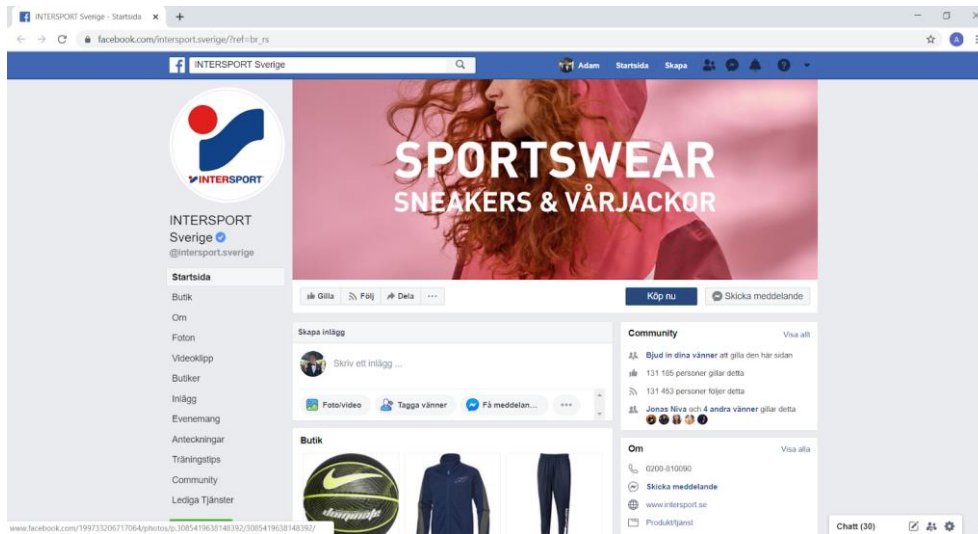 INTERSPORT Sverige - Startsida
facebook.com/intersport.sverige/?ref=br_rs
A
INTERSPORT Sverige
Adam Startsida Skapa
INTERSPORT
SPORTSWEAR
SNEAKERS & VÅRJACKOR
INTERSPORT
Sverige
@intersport.sverige
Startsida
Butik
Om
Foton
Videoklipp
Butiker
Inlägg
Evenemang
Anteckningar
Träningstips
Community
Lediga Tjänster
Gilla Följ Dela ...
Köp nu Skicka meddelande
Skapa inlägg
Skriv ett inlägg ...
Foto/video Tagga vänner Få meddelan... ...
Butik
dominate
Community Visa allt
Bjud in dina vänner att gilla den här sidan
131 185 personer gillar detta
131 453 personer följer detta
Jonas Niva och 4 andra vänner gillar detta
Om Visa alla
0200-810090
Skicka meddelande
www.intersport.se
Produkt/tjänst
www.facebook.com/199733206717064/photos/p.3085419638148392/3085419638148392/
Chatt (30)